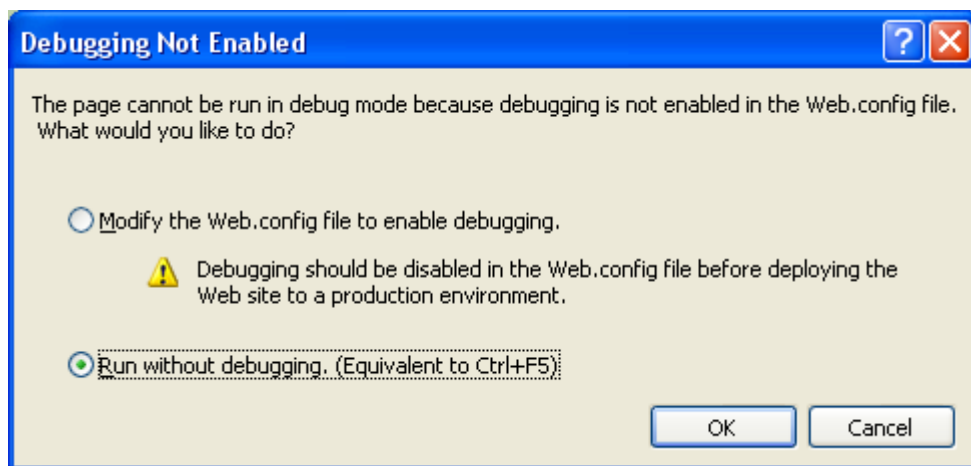 Debugging Not Enabled
The page cannot be run in debug mode because debugging is not enabled in the Web.config file.
What would you like to do?
Modify the Web.config file to enable debugging.
Debugging should be disabled in the Web.config file before deploying the
Web site to a production environment.
Run without debugging. (Equivalent to Ctrl+F5)
OK Cancel